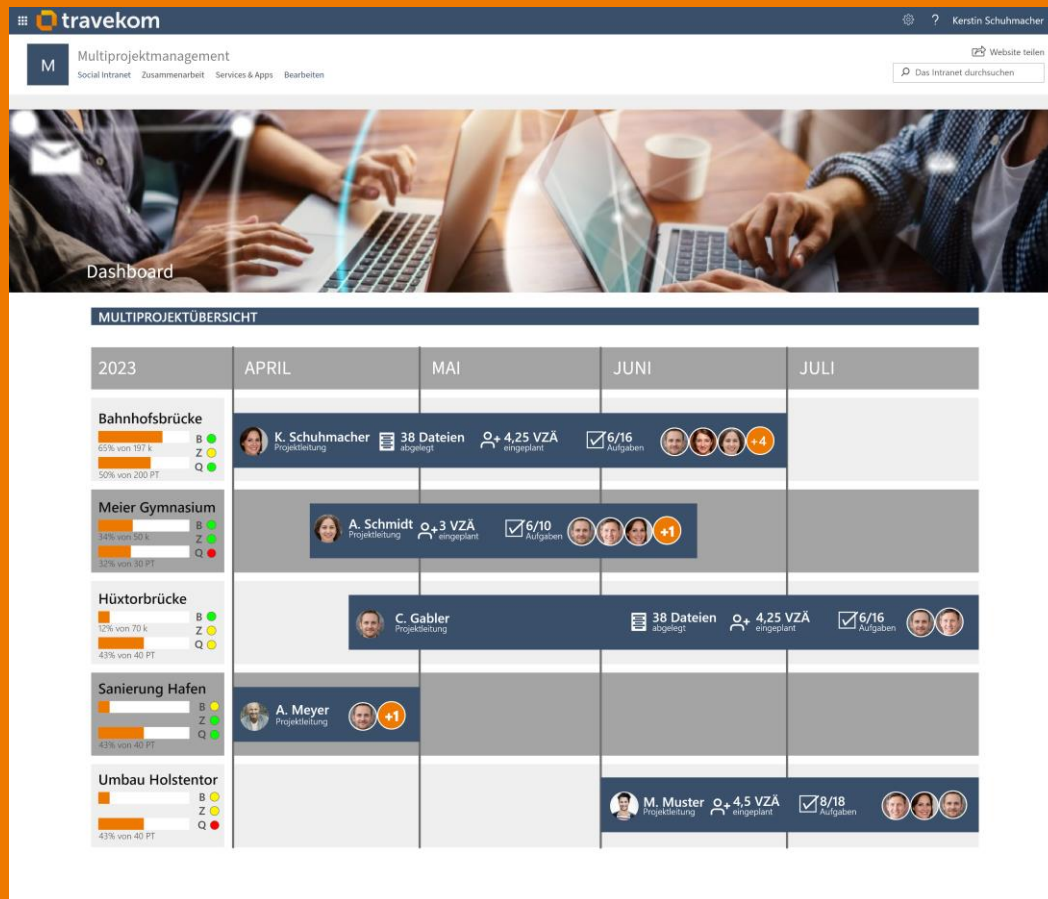 travekom
? Kerstin Schuhmacher
M
Multiprojektmanagement
Social Intranet Zusammenarbeit Services & Apps Bearbeiten
Website teilen
Das Intranet durchsuchen
Dashboard
MULTIPROJEKTÜBERSICHT
2023 APRIL MAI JUNI JULI
Bahnhofsbrücke
65% von 197 k
50% von 200 PT
B
Z
Q
K. Schuhmacher
Projektleitung
38 Dateien
abgelegt
4,25 VZÄ
eingeplant
6/16
Aufgaben
+4
Meier Gymnasium
34% von 50 k
32% von 30 PT
B
Z
Q
A. Schmidt
Projektleitung
3 VZÄ
eingeplant
6/10
Aufgaben
+1
Hüxtorbrücke
12% von 70 k
43% von 40 PT
B
Z
Q
C. Gabler
Projektleitung
38 Dateien
abgelegt
4,25 VZÄ
eingeplant
6/16
Aufgaben
Sanierung Hafen
43% von 40 PT
B
Z
Q
A. Meyer
Projektleitung
+1
Umbau Holstentor
43% von 40 PT
B
Z
Q
M. Muster
Projektleitung
4,5 VZÄ
eingeplant
8/18
Aufgaben